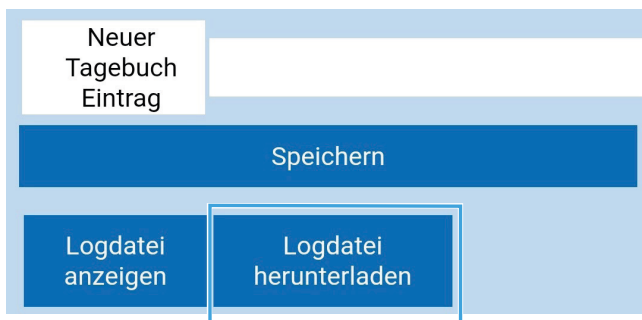 Neuer
Tagebuch
Eintrag
Speichern
Logdatei
anzeigen
Logdatei
herunterladen